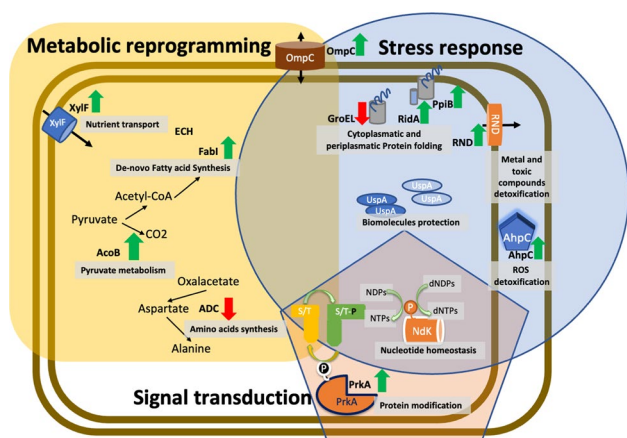 Metabolic reprogramming
OmpC
OmpC
Stress response
XylF
XylF
Nutrient transport
ECH
FabI
De-novo Fatty acid Synthesis
Acetyl-CoA
Pyruvate
CO2
AcoB
Pyruvate metabolism
Oxalacetate
Aspartate
ADC
Amino acids synthesis
Alanine
GroEL
RidA
PpiB
Cytoplasmatic and
periplasmatic Protein folding
RND
RND
Metal and
toxic
compounds
detoxification
UspA
UspA
UspA
UspA
Biomolecules protection
AhpC
AhpC
ROS
detoxification
S/T
S/T-P
NDPs
dNDPs
P
NTPs
dNTPs
NdK
Nucleotide homeostasis
P
Signal transduction
PrkA
PrkA
Protein modification